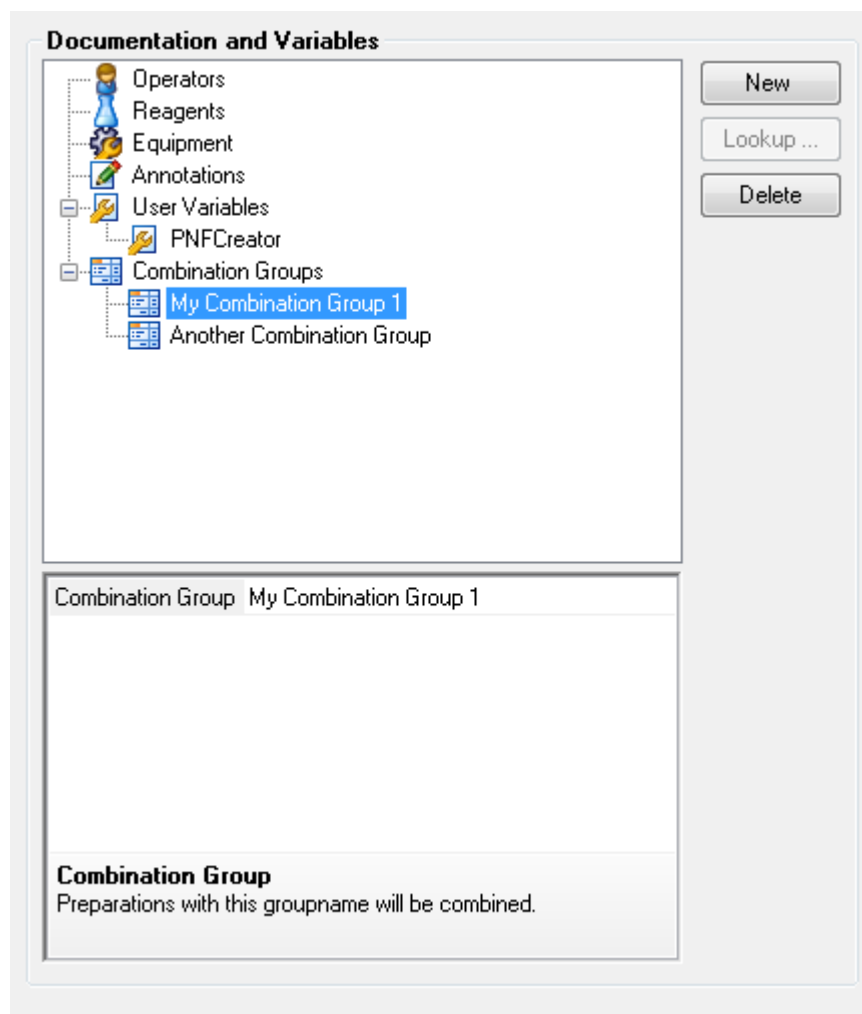 Documentation and Variables
Operators
Reagents
Equipment
Annotations
User Variables
PNFCreator
Combination Groups
My Combination Group 1
Another Combination Group
New
Lookup ...
Delete
Combination Group My Combination Group 1
Combination Group
Preparations with this groupname will be combined.